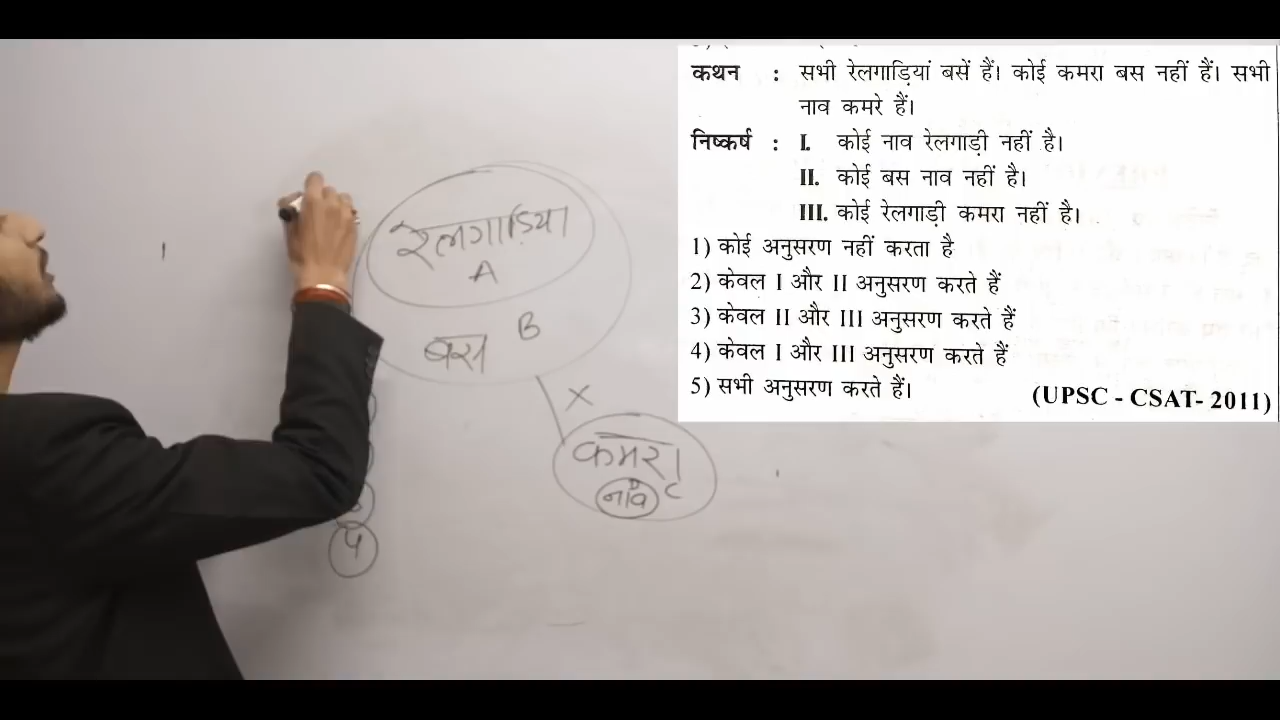 कथन : सभी रेलगाड़ियां बसें हैं। कोई कमरा बस नहीं हैं। सभी
नाव कमरे हैं।
निष्कर्ष : I. कोई नाव रेलगाड़ी नहीं है।
II. कोई बस नाव नहीं है।
III. कोई रेलगाड़ी कमरा नहीं है।
1) कोई अनुसरण नहीं करता है
2) केवल I और II अनुसरण करते हैं
3) केवल II और III अनुसरण करते हैं
4) केवल I और III अनुसरण करते हैं
5) सभी अनुसरण करते हैं।
(UPSC - CSAT- 2011)
रेलगाड़िया
A
बस B
X
कमरा
C
D
नाव
5